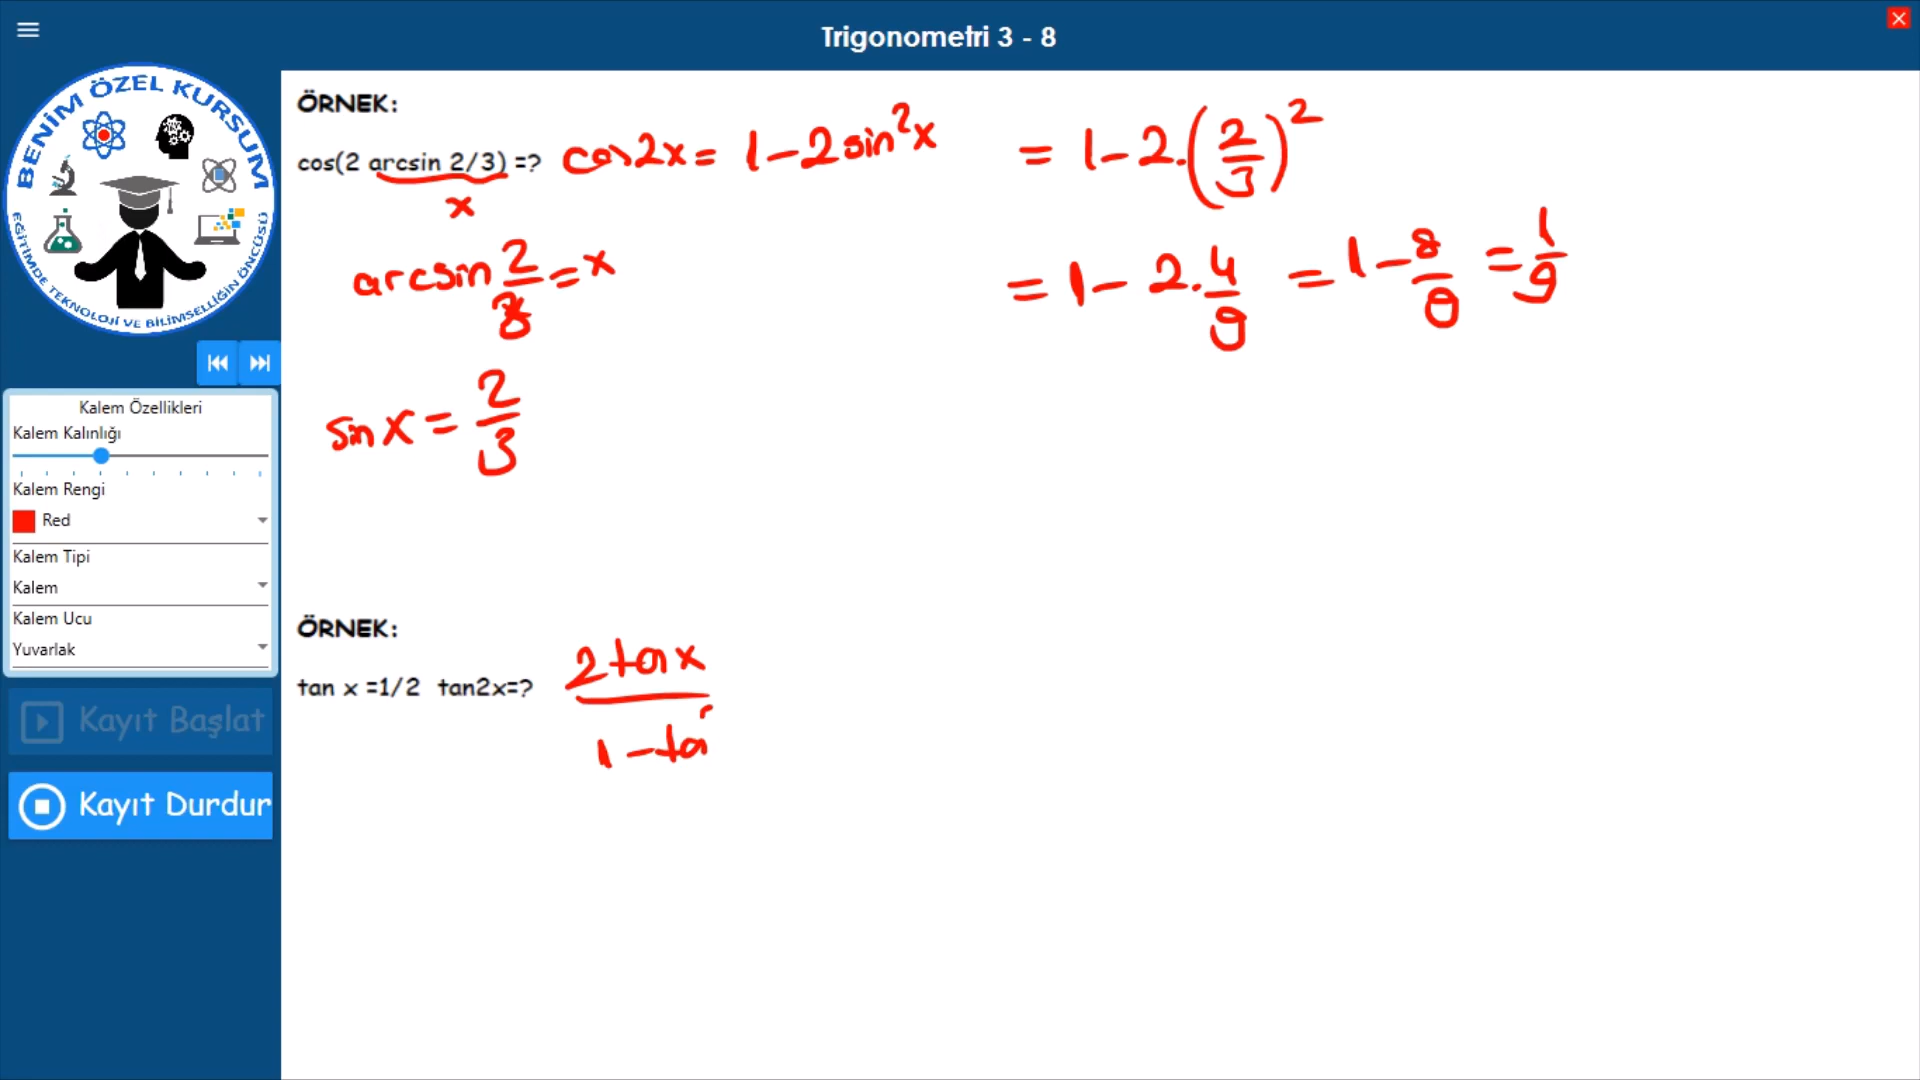 Trigonometri 3 - 8
BENİM ÖZEL KURSUM
EĞİTİMDE TEKNOLOJİ VE BİLİMSELLİĞİN ÖNCÜSÜ
Kalem Özellikleri
Kalem Kalınlığı
Kalem Rengi
Red
Kalem Tipi
Kalem
Kalem Ucu
Yuvarlak
Kayıt Başlat
Kayıt Durdur
ÖRNEK:
cos(2 arcsin 2/3) =? cos2x = 1-2sin²x = 1-2.(2/3)²
x
arcsin 2/3 = x = 1-2.4/9 = 1-8/9 = 1/9
sinx = 2/3
ÖRNEK:
tan x =1/2 tan2x=? 2tanx
1-tan